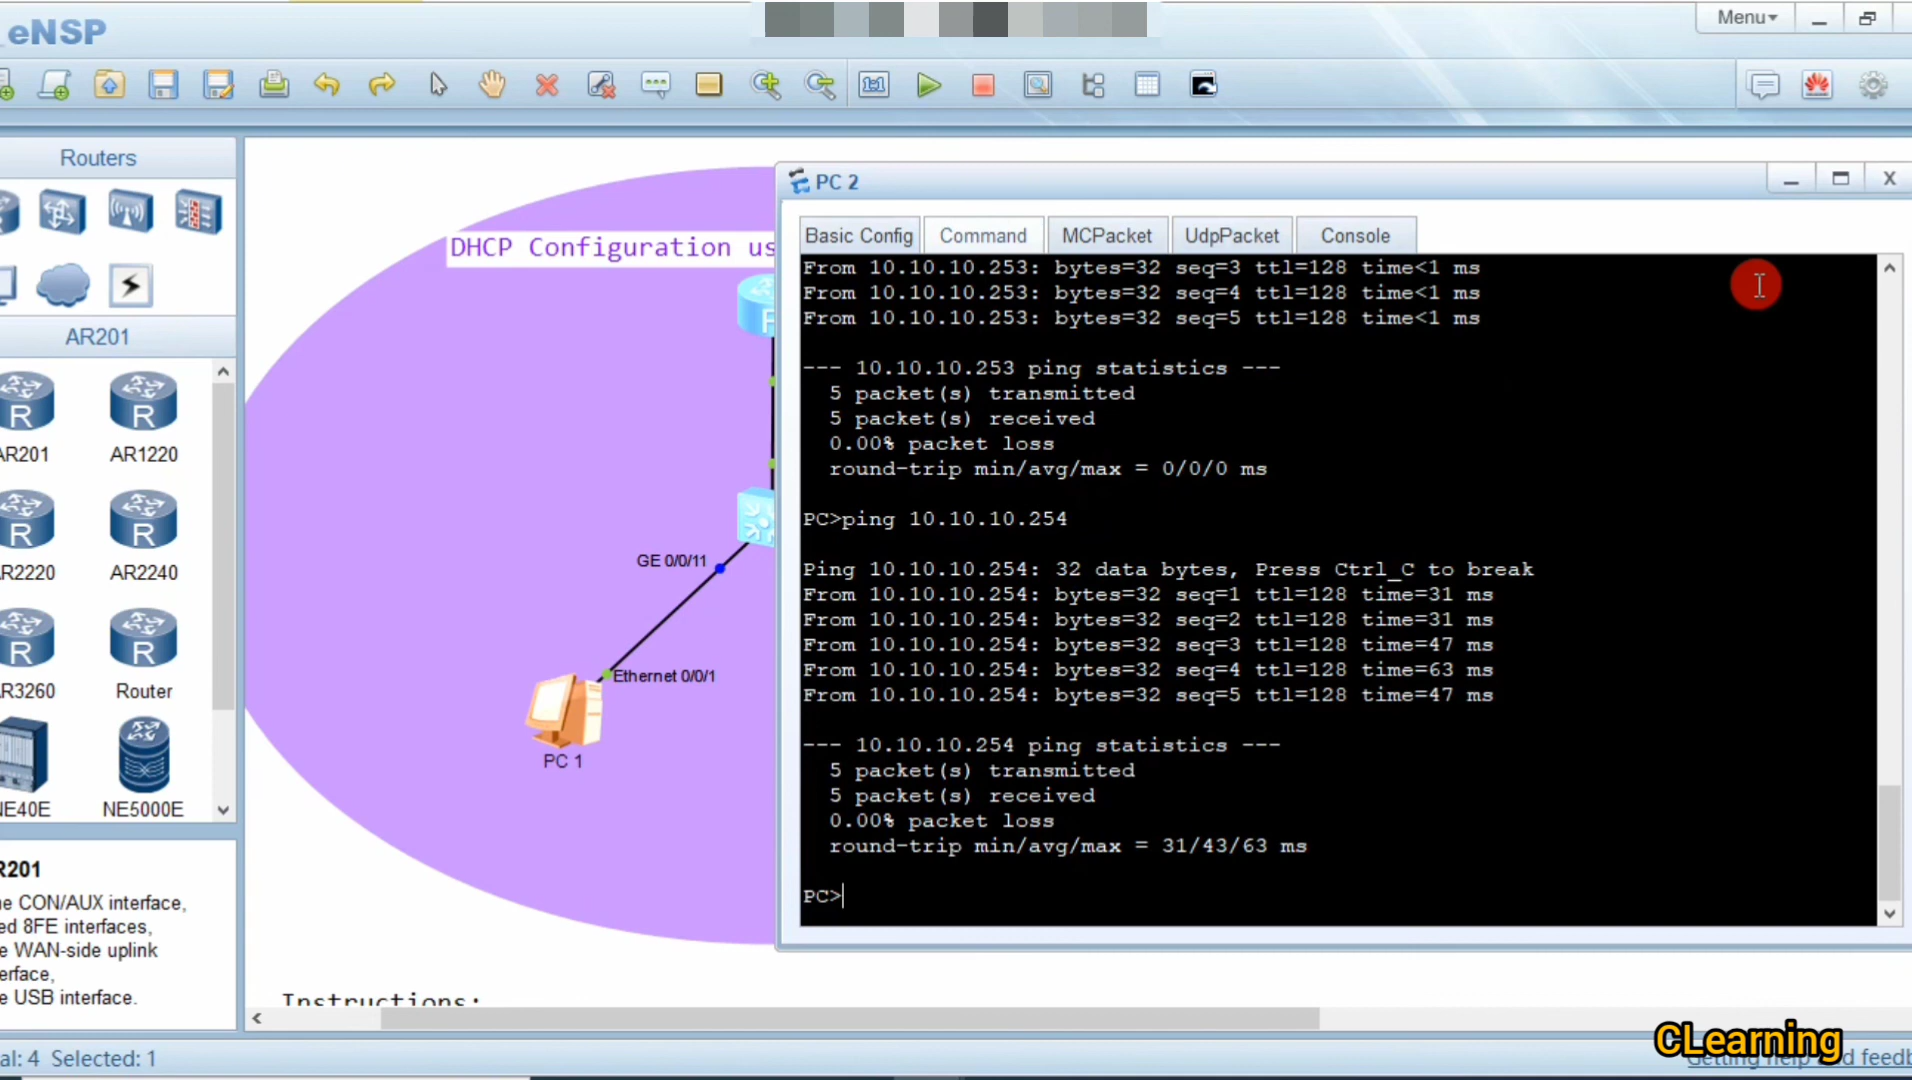 eNSP
Menu
Routers
AR201
AR201
AR1220
AR2220
AR2240
AR3260
Router
NE40E
NE5000E
R201
ne CON/AUX interface,
ed 8FE interfaces,
e WAN-side uplink
erface,
e USB interface.
DHCP Configuration us
GE 0/0/11
Ethernet 0/0/1
PC 1
Instructions:
PC 2
Basic Config
Command
MCPacket
UdpPacket
Console
From 10.10.10.253: bytes=32 seq=3 ttl=128 time<1 ms
From 10.10.10.253: bytes=32 seq=4 ttl=128 time<1 ms
From 10.10.10.253: bytes=32 seq=5 ttl=128 time<1 ms
--- 10.10.10.253 ping statistics ---
5 packet(s) transmitted
5 packet(s) received
0.00% packet loss
round-trip min/avg/max = 0/0/0 ms
PC>ping 10.10.10.254
Ping 10.10.10.254: 32 data bytes, Press Ctrl_C to break
From 10.10.10.254: bytes=32 seq=1 ttl=128 time=31 ms
From 10.10.10.254: bytes=32 seq=2 ttl=128 time=31 ms
From 10.10.10.254: bytes=32 seq=3 ttl=128 time=47 ms
From 10.10.10.254: bytes=32 seq=4 ttl=128 time=63 ms
From 10.10.10.254: bytes=32 seq=5 ttl=128 time=47 ms
--- 10.10.10.254 ping statistics ---
5 packet(s) transmitted
5 packet(s) received
0.00% packet loss
round-trip min/avg/max = 31/43/63 ms
PC>
al: 4 Selected: 1
CLearning
Getting help and feedb